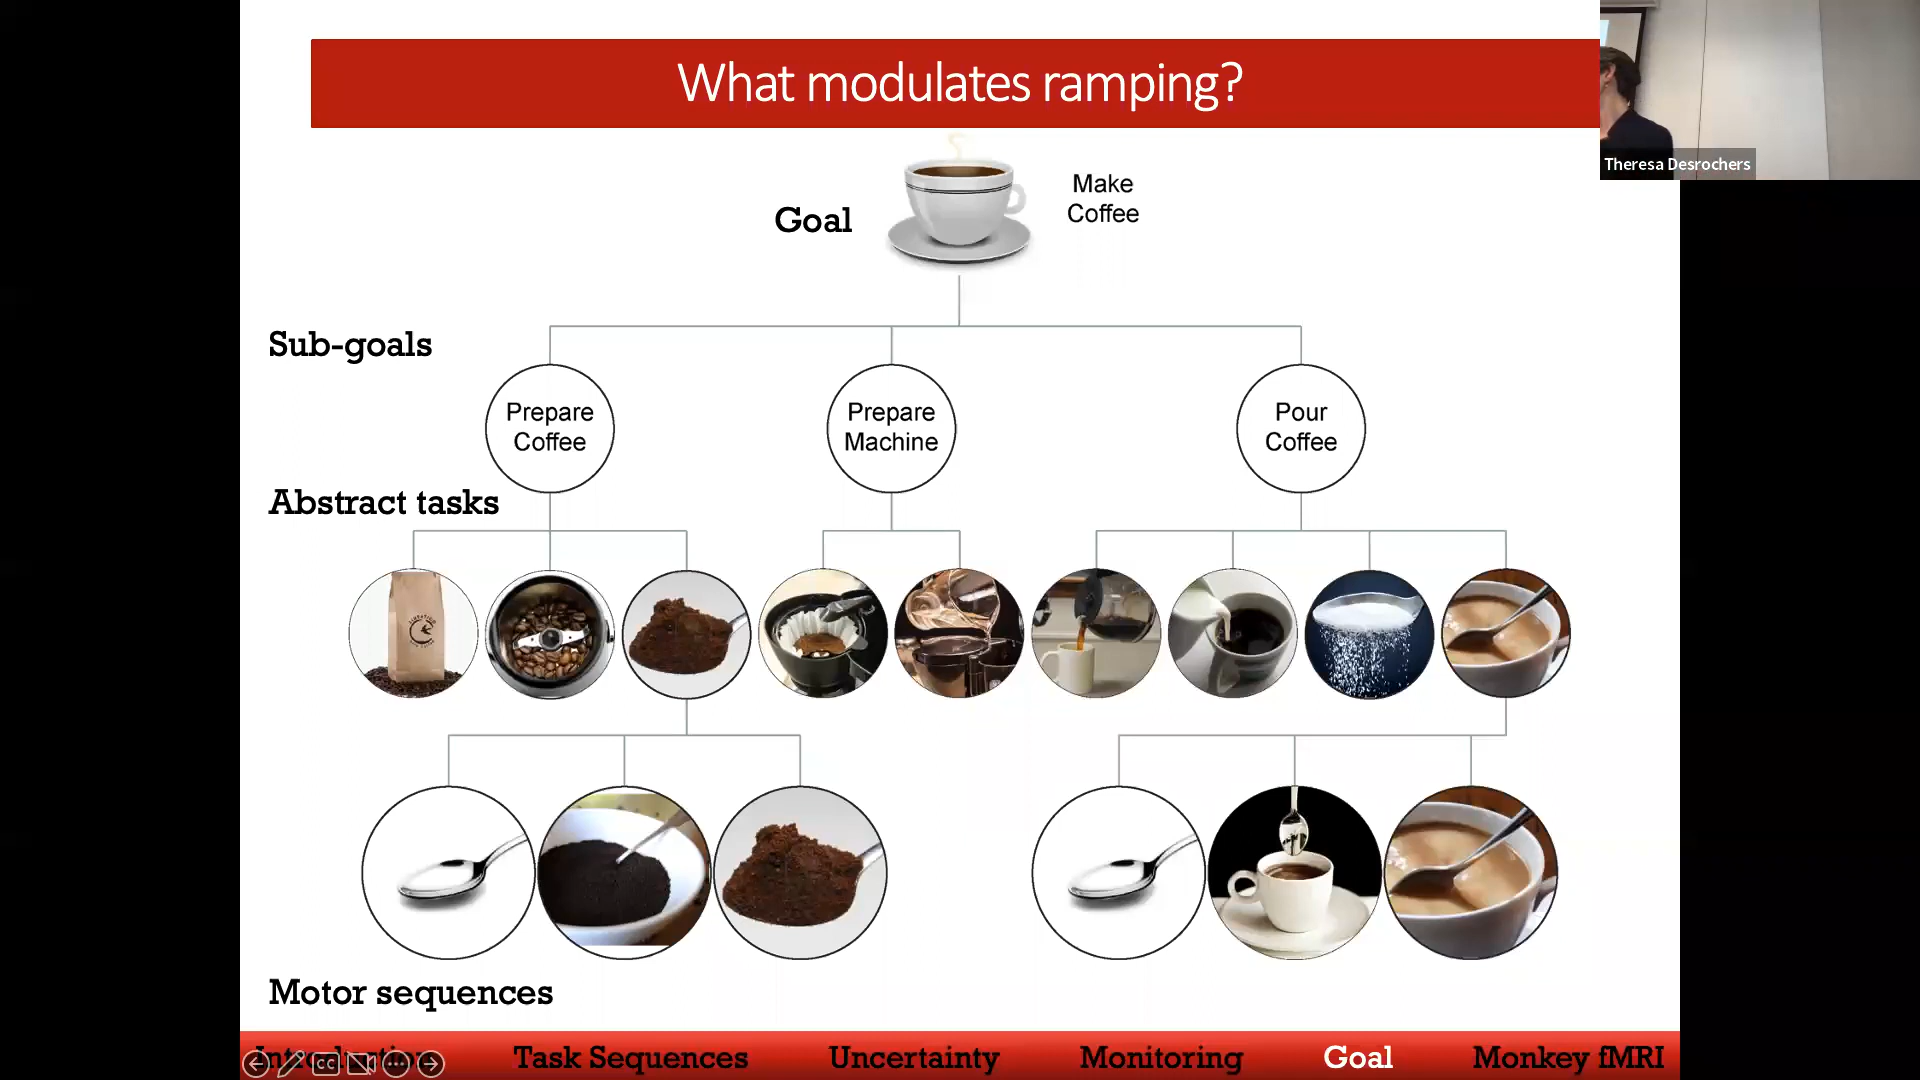 What modulates ramping?
Theresa Desrochers
Goal
Make
Coffee
Sub-goals
Prepare
Coffee
Prepare
Machine
Pour
Coffee
Abstract tasks
Motor sequences
Introduction Task Sequences Uncertainty Monitoring Goal Monkey fMRI
CC